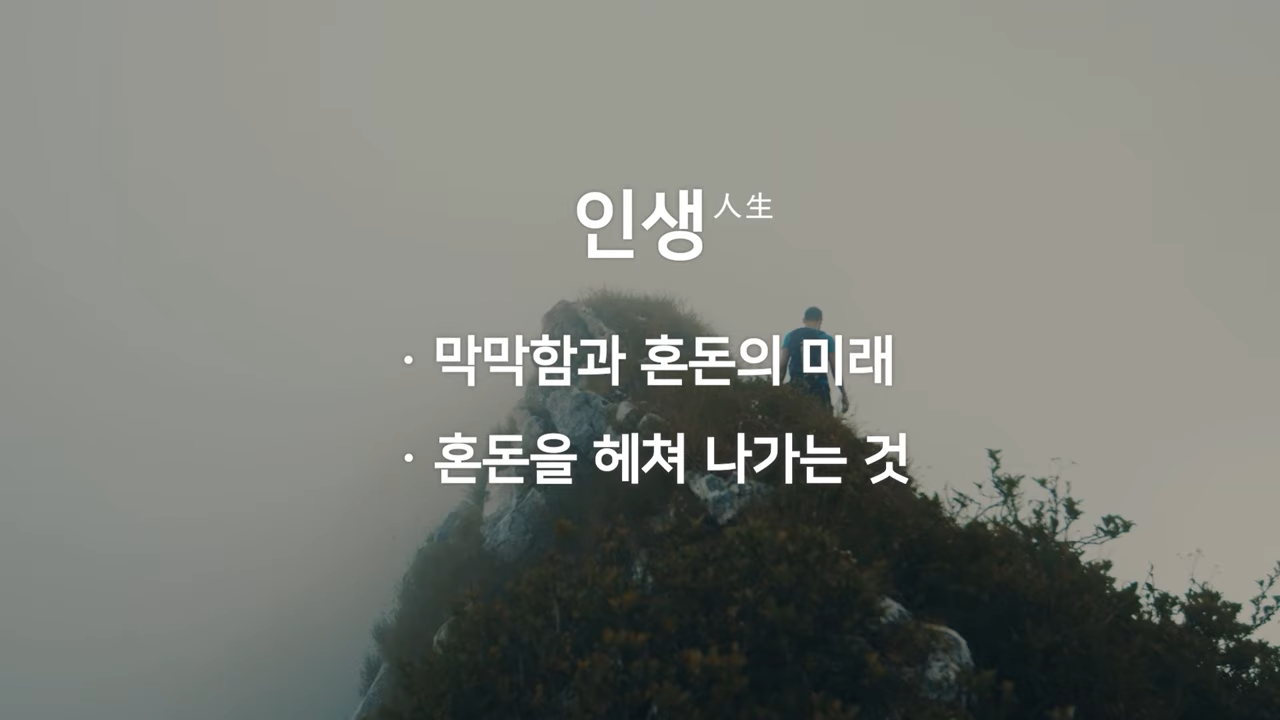 인생人生
· 막막함과 혼돈의 미래
· 혼돈을 헤쳐 나가는 것